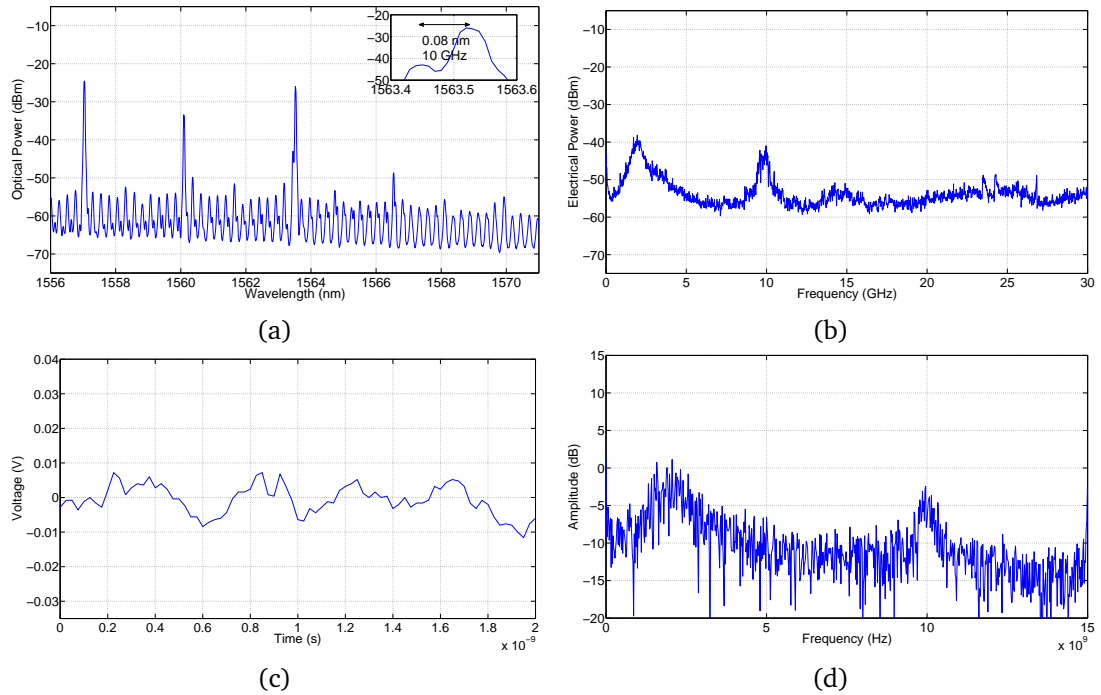 −10
−30
−50
−70
Optical Power (dBm)
1556 1558 1560 1562 1564 1566 1568 1570
Wavelength (nm)
−20
−30
−40
−50
1563.4 1563.5 1563.6
0.08 nm
10 GHz
(a)
−10
−20
−30
−40
−50
−60
−70
Electrical Power (dBm)
0 5 10 15 20 25 30
Frequency (GHz)
(b)
0.04
0.03
0.02
0.01
0
−0.01
−0.02
−0.03
Voltage (V)
0 0.2 0.4 0.6 0.8 1 1.2 1.4 1.6 1.8 2
Time (s)
x 10⁻⁹
(c)
15
10
5
0
−5
−10
−15
−20
Amplitude (dB)
0 5 10 15
Frequency (Hz)
x 10⁹
(d)